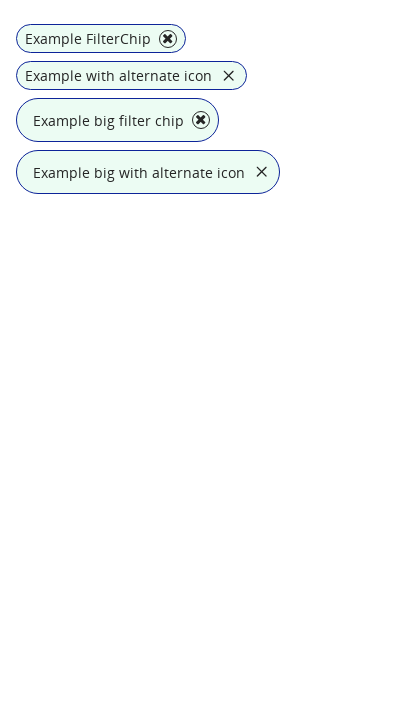 Example FilterChip
Example with alternate icon
Example big filter chip
Example big with alternate icon